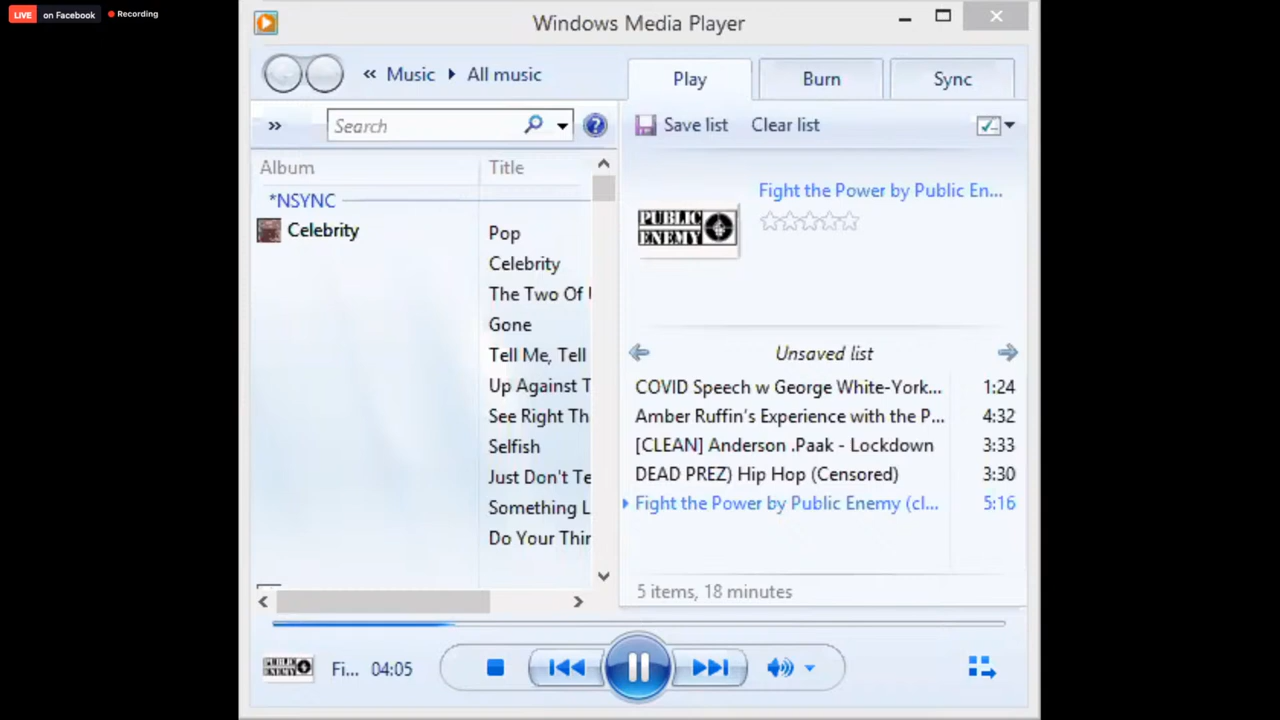 LIVE on Facebook Recording
Windows Media Player
« Music All music
Play Burn Sync
Search
Save list Clear list
Album Title
*NSYNC
Celebrity
Pop
Celebrity
The Two Of
Gone
Tell Me, Tell
Up Against T
See Right Th
Selfish
Just Don't Te
Something L
Do Your Thir
Fight the Power by Public En...
PUBLIC
ENEMY
Unsaved list
COVID Speech w George White-York... 1:24
Amber Ruffin's Experience with the P... 4:32
[CLEAN] Anderson .Paak - Lockdown 3:33
DEAD PREZ) Hip Hop (Censored) 3:30
Fight the Power by Public Enemy (cl... 5:16
5 items, 18 minutes
PUBLIC
ENEMY
Fi... 04:05